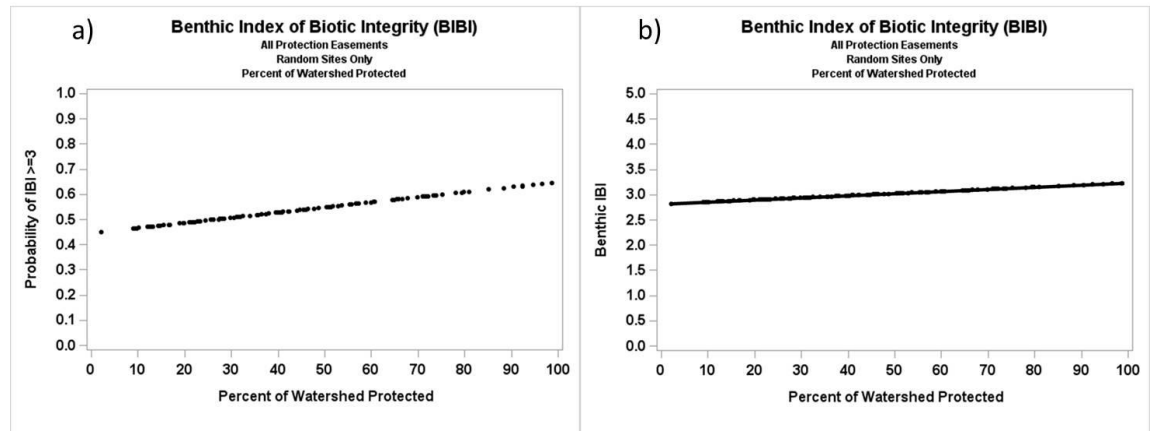 a)
Benthic Index of Biotic Integrity (BIBI)
All Protection Easements
Random Sites Only
Percent of Watershed Protected
Probability of IBI >=3
1.0
0.9
0.8
0.7
0.6
0.5
0.4
0.3
0.2
0.1
0.0
0 10 20 30 40 50 60 70 80 90 100
Percent of Watershed Protected
b)
Benthic Index of Biotic Integrity (BIBI)
All Protection Easements
Random Sites Only
Percent of Watershed Protected
Benthic IBI
5.0
4.5
4.0
3.5
3.0
2.5
2.0
1.5
1.0
0.5
0.0
0 10 20 30 40 50 60 70 80 90 100
Percent of Watershed Protected